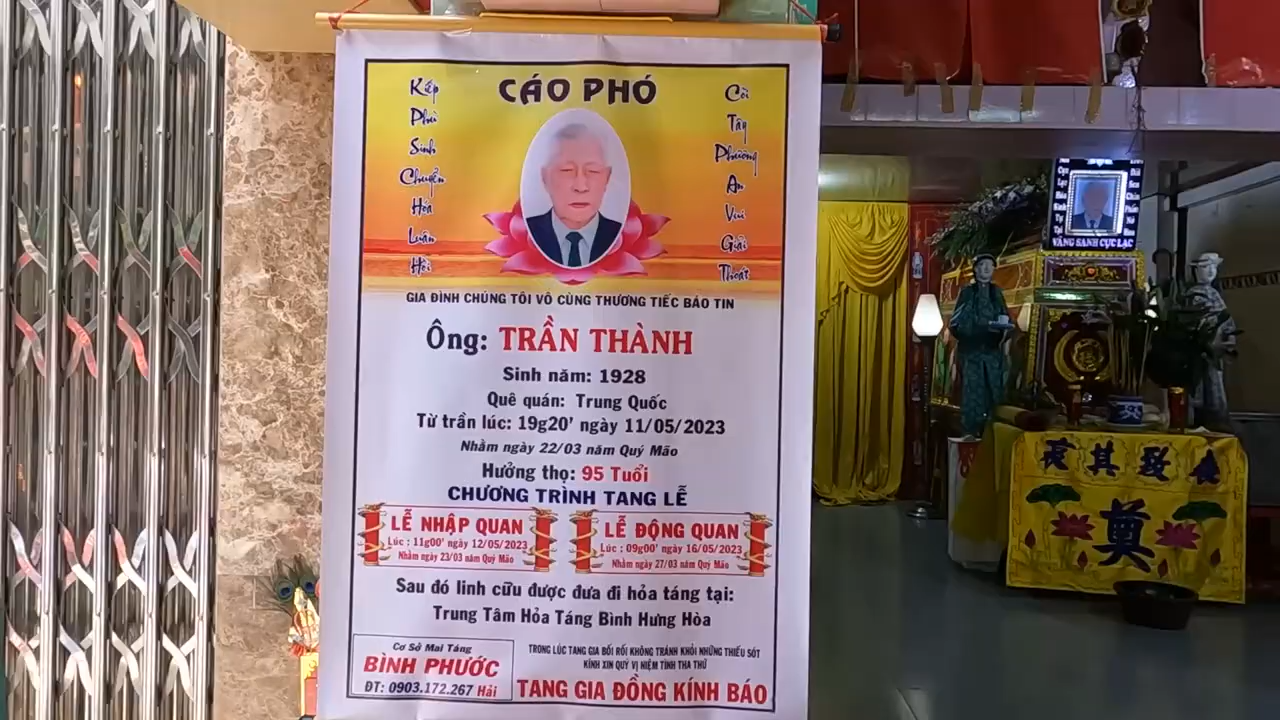 CÁO PHÓ
Kiếp
Phù
Sinh
Chuyển
Hóa
Luân
Hồi
Cõi
Tây
Phương
An
Vui
Giải
Thoát
GIA ĐÌNH CHÚNG TÔI VÔ CÙNG THƯƠNG TIẾC BÁO TIN
Ông: TRẦN THÀNH
Sinh năm: 1928
Quê quán: Trung Quốc
Từ trần lúc: 19g20' ngày 11/05/2023
Nhằm ngày 22/03 năm Quý Mão
Hưởng thọ: 95 Tuổi
CHƯƠNG TRÌNH TANG LỄ
LỄ NHẬP QUAN
Lúc : 11g00' ngày 12/05/2023
Nhằm ngày 23/03 năm Quý Mão
LỄ ĐỘNG QUAN
Lúc : 09g00' ngày 16/05/2023
Nhằm ngày 27/03 năm Quý Mão
Sau đó linh cữu được đưa đi hỏa táng tại:
Trung Tâm Hỏa Táng Bình Hưng Hòa
Cơ Sở Mai Táng
BÌNH PHƯỚC
ĐT: 0903.172.267 Hải
TRONG LÚC TANG GIA BỐI RỐI KHÔNG TRÁNH KHỎI NHỮNG THIẾU SÓT
KÍNH XIN QUÝ VỊ NIỆM TÌNH THA THỨ
TANG GIA ĐỒNG KÍNH BÁO
VÃNG SANH CỰC LẠC
哀其致喪
奠